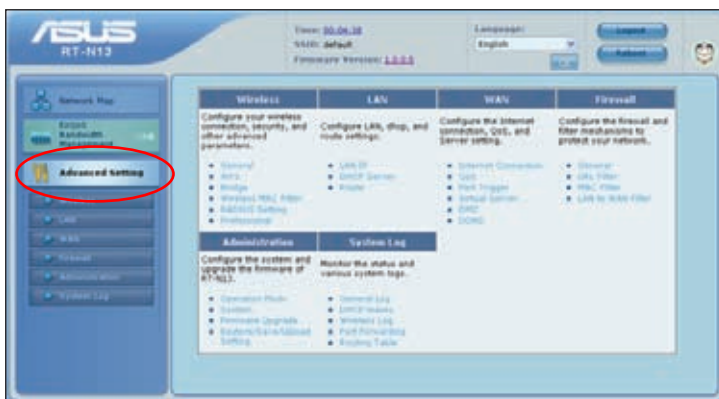 ASUS
RT-N13
Time: 00:04:38
SSID: default
Firmware Version: 1.0.0.5
Language:
English
Logout
Reboot
Network Map
EzQoS
Bandwidth
Management
Advanced Setting
LAN
WAN
Firewall
Administration
System Log
Wireless
Configure your wireless
connection, security, and
other advanced
parameters.
General
WPS
Bridge
Wireless MAC Filter
RADIUS Setting
Professional
LAN
Configure LAN, dhcp, and
route settings.
LAN IP
DHCP Server
Route
WAN
Configure the Internet
connection, QoS, and
Server setting.
Internet Connection
QoS
Port Trigger
Virtual Server
DMZ
DDNS
Firewall
Configure the firewall and
filter mechanisms to
protect your network.
General
URL Filter
MAC Filter
LAN to WAN Filter
Administration
Configure the system and
upgrade the firmware of
RT-N13.
Operation Mode
System
Firmware Upgrade
Restore/Save/Upload
Setting
System Log
Monitor the status and
various system logs.
General Log
DHCP leases
Wireless Log
Port Forwarding
Routing Table